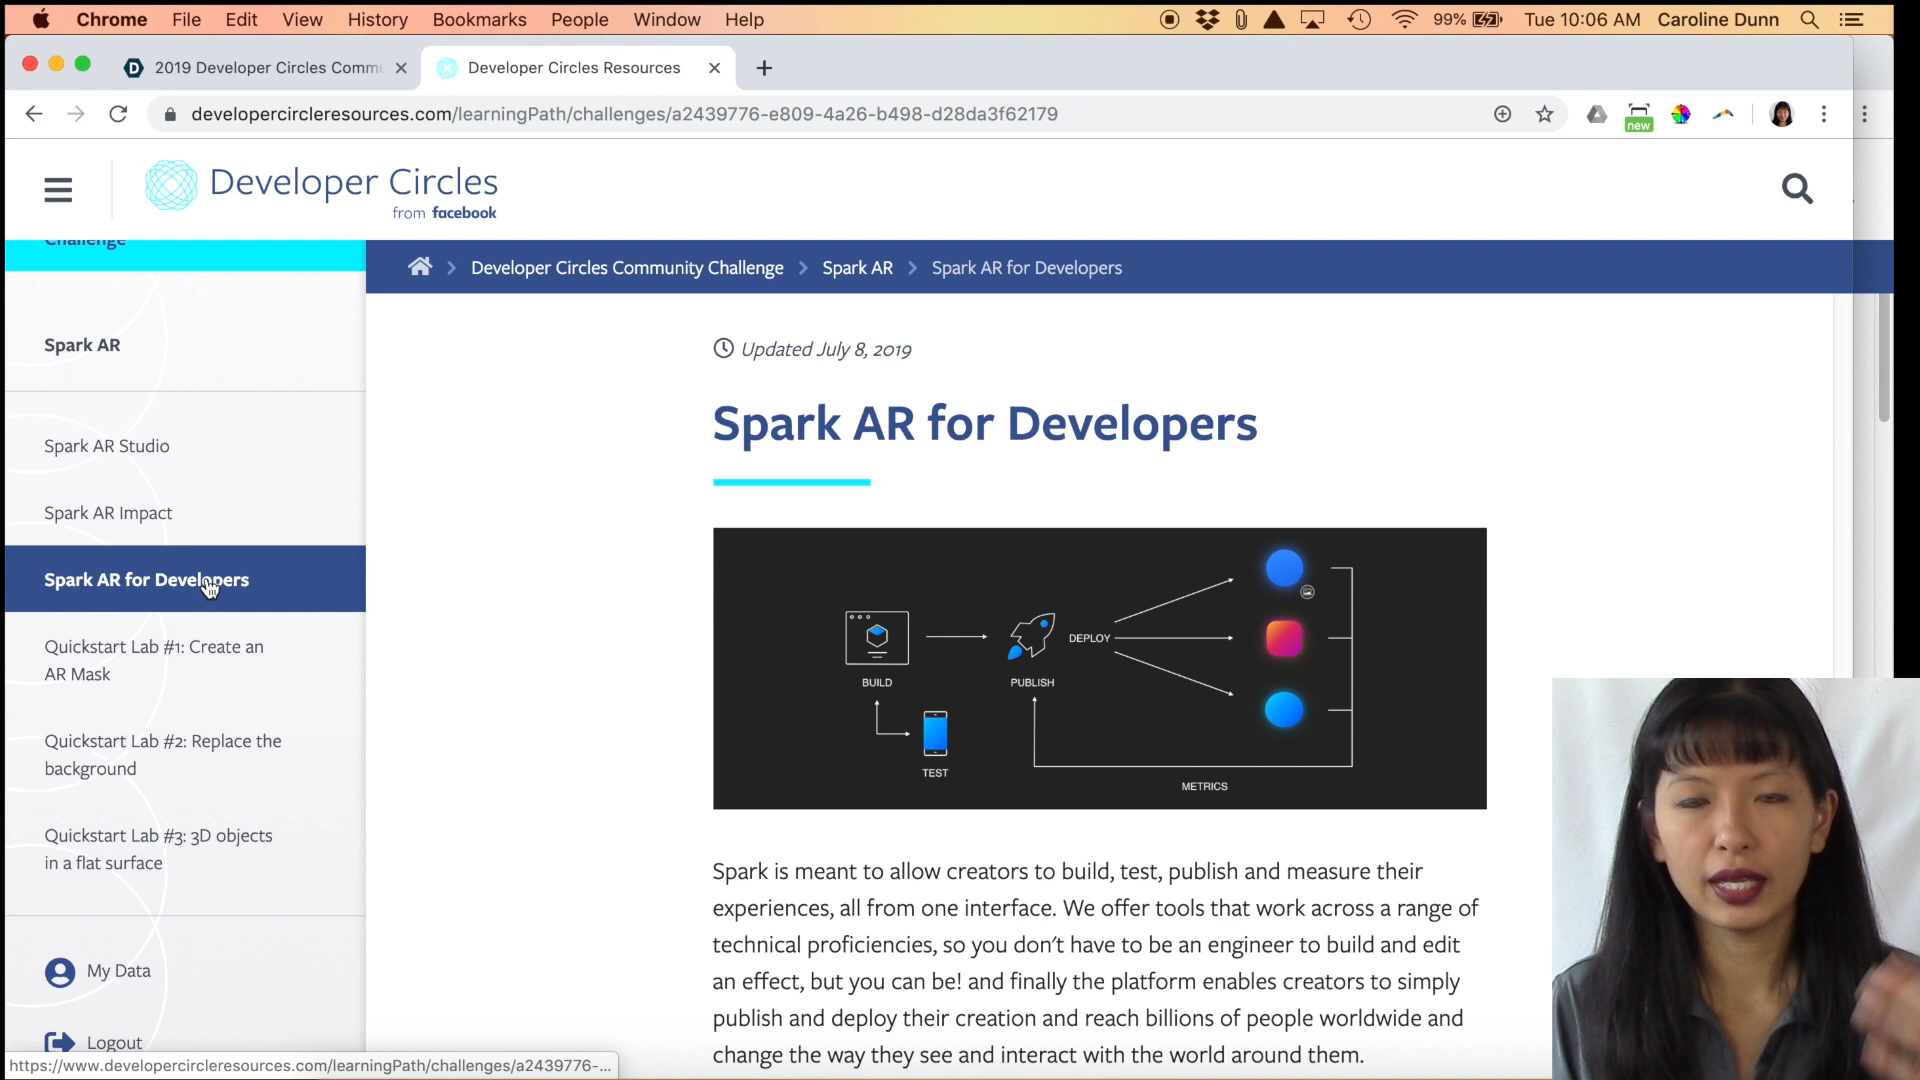 Chrome File Edit View History Bookmarks People Window Help 99% Tue 10:06 AM Caroline Dunn
2019 Developer Circles Commu
Developer Circles Resources
developercircleresources.com/learningPath/challenges/a2439776-e809-4a26-b498-d28da3f62179
new
Developer Circles
from facebook
Challenge
Developer Circles Community Challenge > Spark AR > Spark AR for Developers
Spark AR
Spark AR Studio
Spark AR Impact
Spark AR for Developers
Quickstart Lab #1: Create an
AR Mask
Quickstart Lab #2: Replace the
background
Quickstart Lab #3: 3D objects
in a flat surface
My Data
Logout
Updated July 8, 2019
Spark AR for Developers
BUILD
PUBLISH
DEPLOY
TEST
METRICS
Spark is meant to allow creators to build, test, publish and measure their
experiences, all from one interface. We offer tools that work across a range of
technical proficiencies, so you don't have to be an engineer to build and edit
an effect, but you can be! and finally the platform enables creators to simply
publish and deploy their creation and reach billions of people worldwide and
change the way they see and interact with the world around them.
https://www.developercircleresources.com/learningPath/challenges/a2439776-...